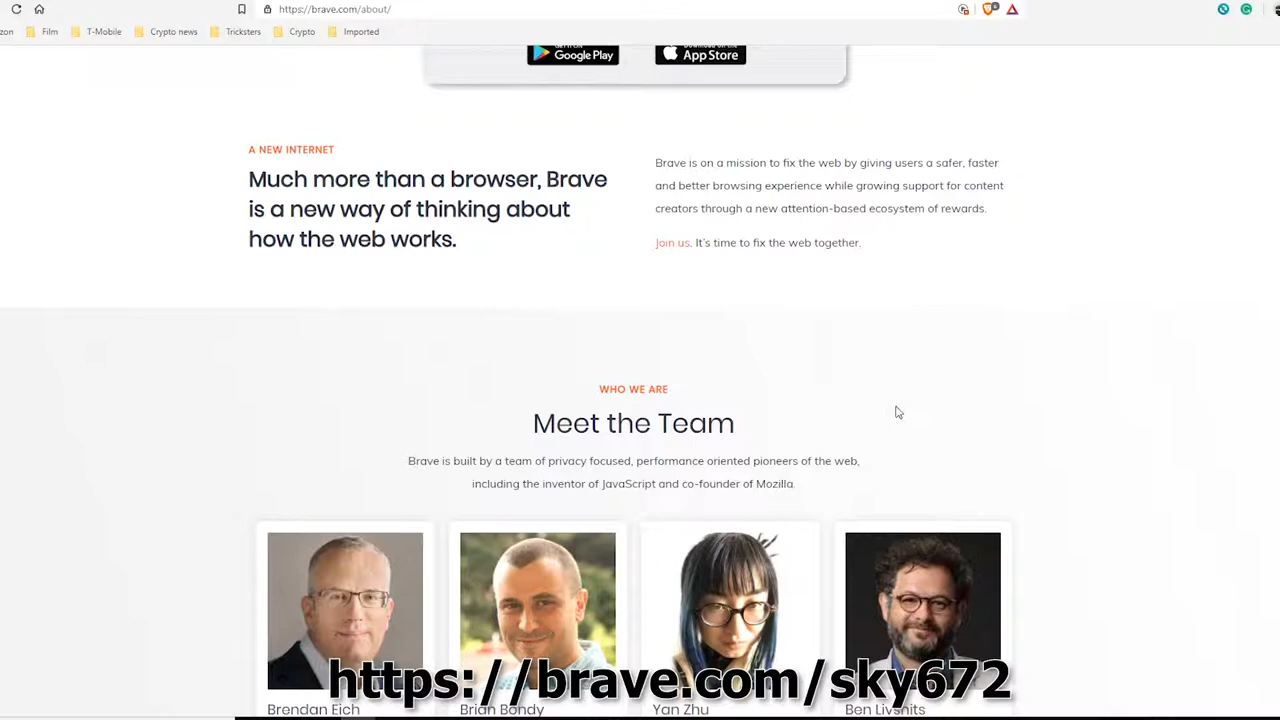 https://brave.com/about/
zon
Film
T-Mobile
Crypto news
Tricksters
Crypto
Imported
Google Play
App Store
A NEW INTERNET
Much more than a browser, Brave
is a new way of thinking about
how the web works.
Brave is on a mission to fix the web by giving users a safer, faster
and better browsing experience while growing support for content
creators through a new attention-based ecosystem of rewards.
Join us. It's time to fix the web together.
WHO WE ARE
Meet the Team
Brave is built by a team of privacy focused, performance oriented pioneers of the web,
including the inventor of JavaScript and co-founder of Mozilla.
https://brave.com/sky672
Brendan Eich
Brian Bondy
Yan Zhu
Ben Livshits